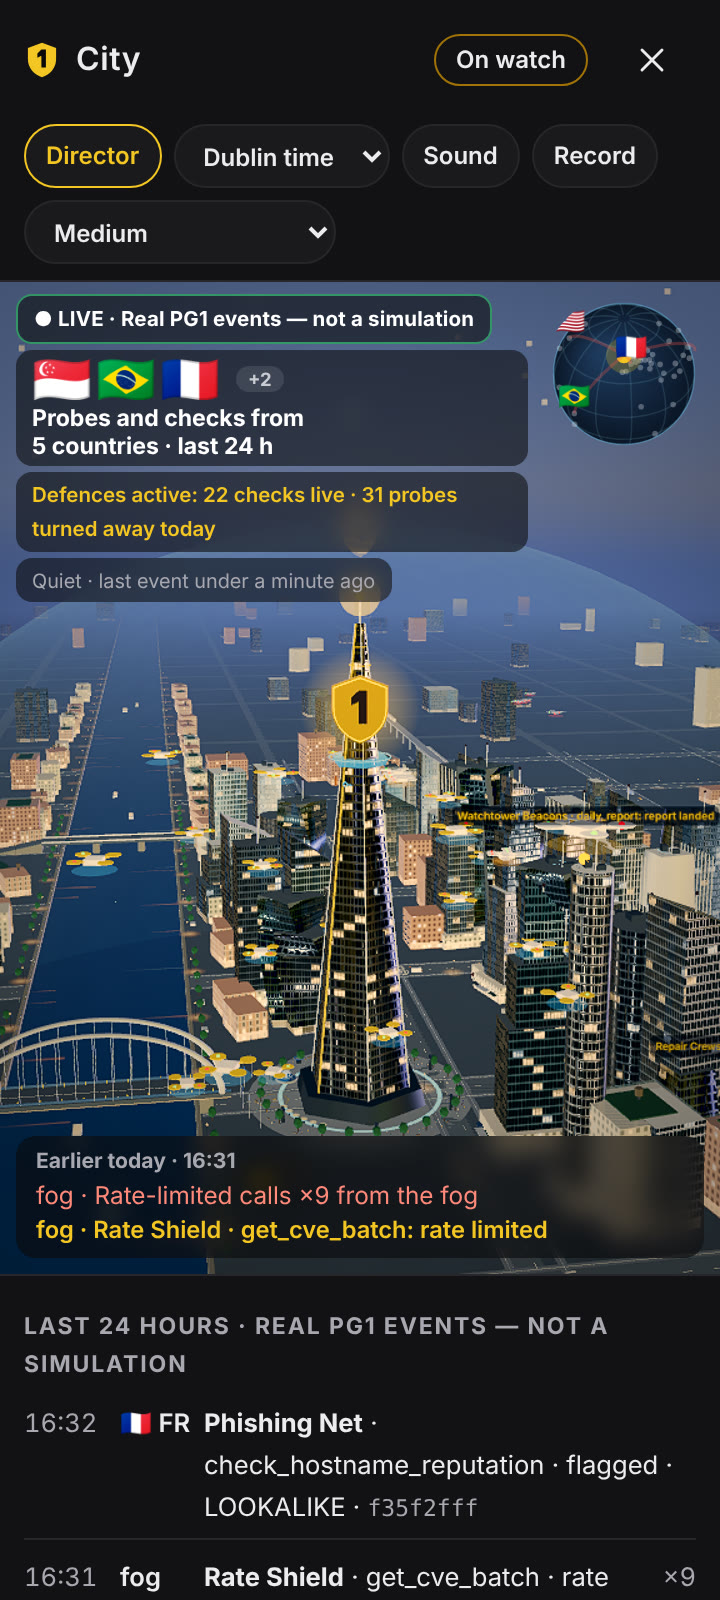 1 City On watch
Director Dublin time Sound Record
Medium
LIVE · Real PG1 events — not a simulation
+2
Probes and checks from
5 countries · last 24 h
Defences active: 22 checks live · 31 probes
turned away today
Quiet · last event under a minute ago
1
Watchtower Beacons · daily_report: report landed
Repair Crews
Earlier today · 16:31
fog · Rate-limited calls ×9 from the fog
fog · Rate Shield · get_cve_batch: rate limited
LAST 24 HOURS · REAL PG1 EVENTS — NOT A
SIMULATION
16:32 FR Phishing Net ·
check_hostname_reputation · flagged ·
LOOKALIKE · f35f2fff
16:31 fog Rate Shield · get_cve_batch · rate ×9